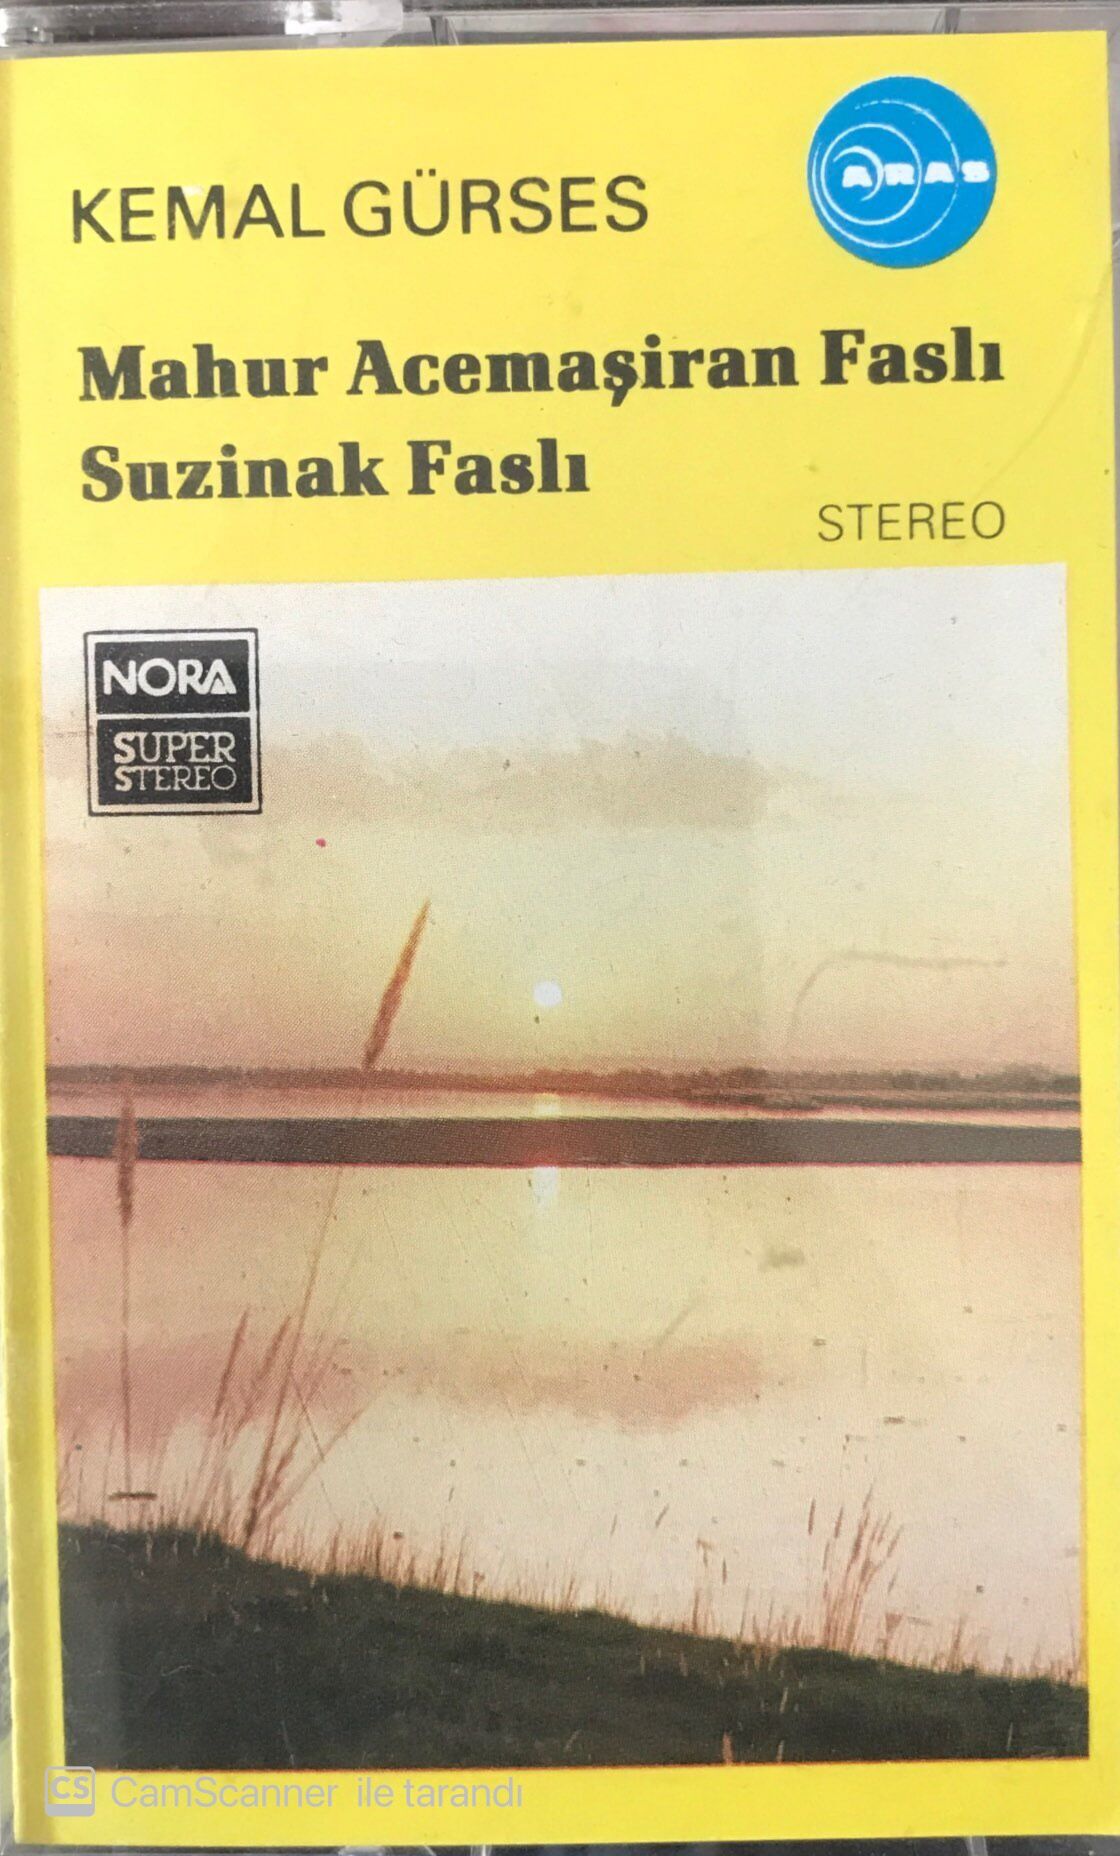 KEMAL GÜRSES
ARAS
Mahur Acemaşiran Faslı
Suzinak Faslı
STEREO
NORA
SUPER
STEREO
CS CamScanner ile tarandı